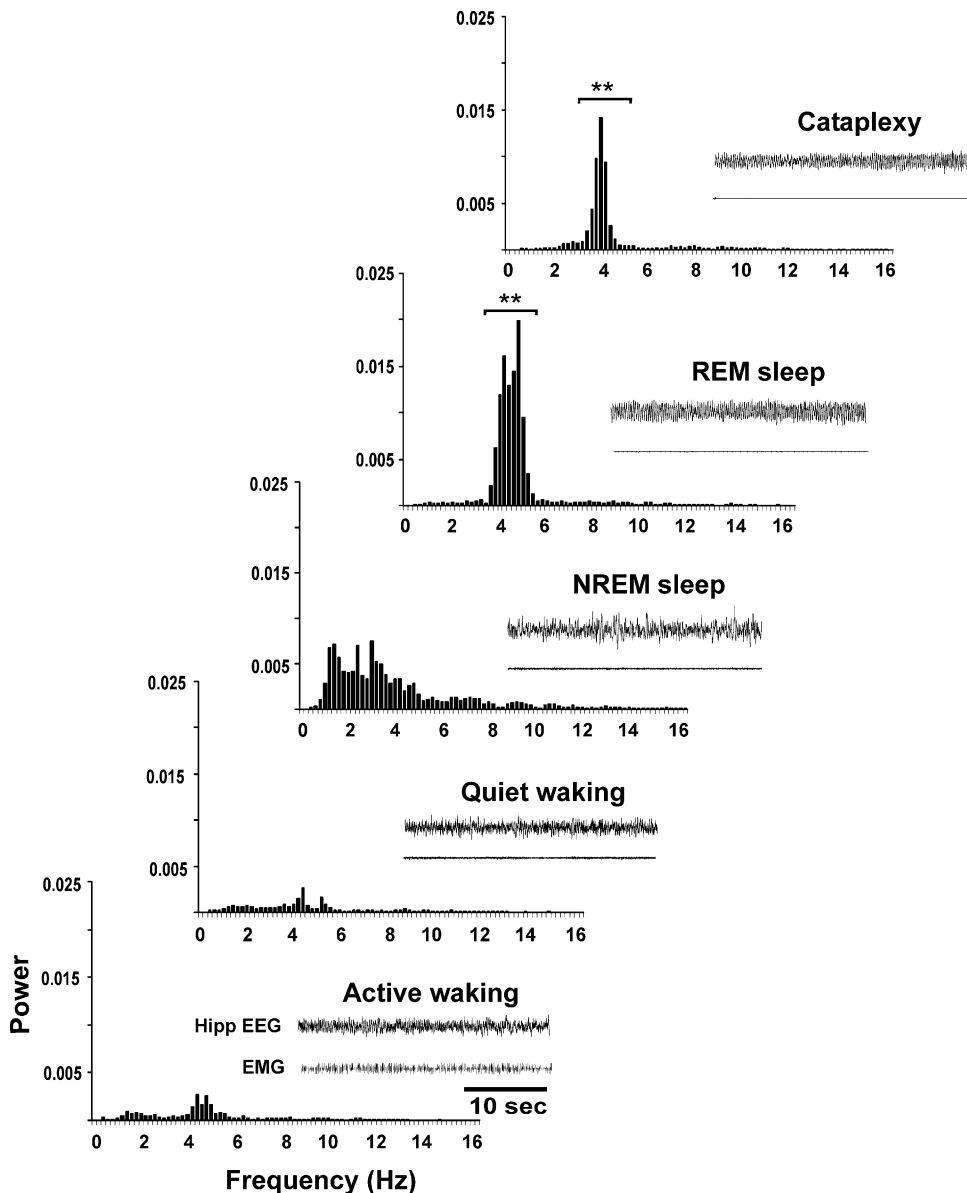 0.025
**
Cataplexy
0.015
0.005
0 2 4 6 8 10 12 14 16
0.025
**
REM sleep
0.015
0.005
0 2 4 6 8 10 12 14 16
0.025
NREM sleep
0.015
0.005
0 2 4 6 8 10 12 14 16
0.025
Quiet waking
0.015
0.005
0 2 4 6 8 10 12 14 16
0.025
Active waking
0.015
Hipp EEG
EMG
0.005
10 sec
0 2 4 6 8 10 12 14 16
Power
Frequency (Hz)